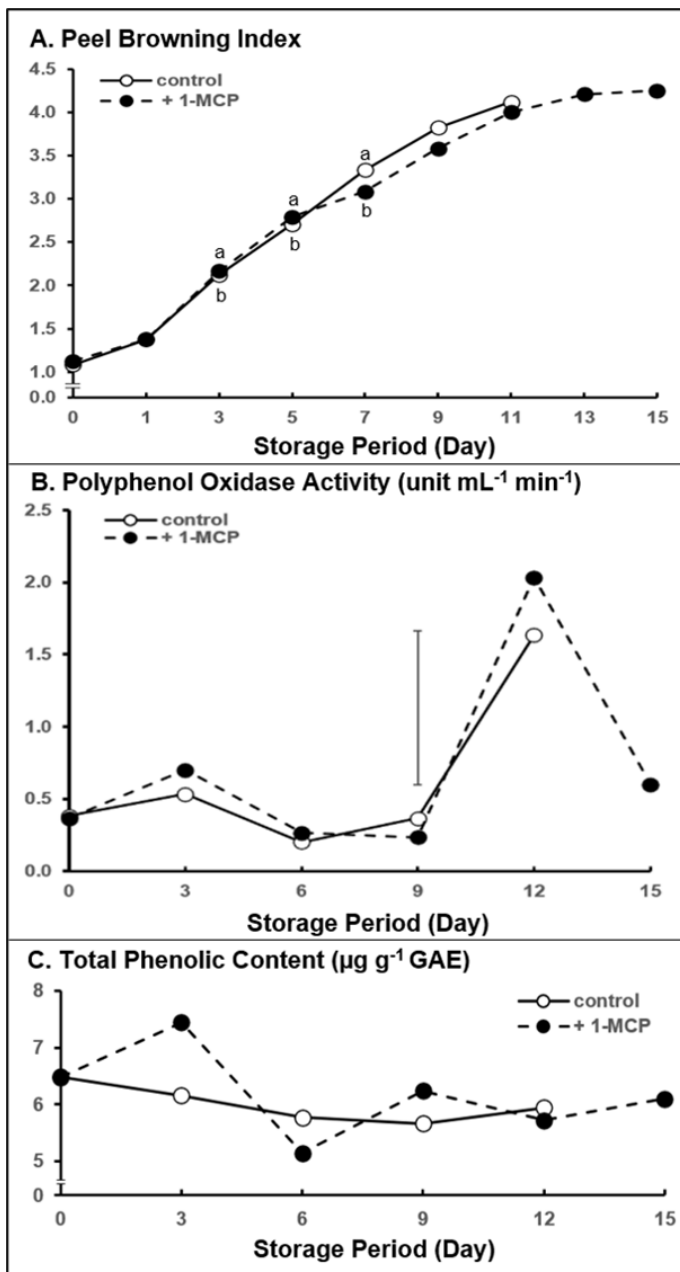 A. Peel Browning Index
4.5
control
+ 1-MCP
4.0
3.5
a
3.0
a
b
2.5
a
b
2.0
b
1.5
1.0
0.0
0 1 3 5 7 9 11 13 15
Storage Period (Day)
B. Polyphenol Oxidase Activity (unit mL⁻¹ min⁻¹)
2.5
control
+ 1-MCP
2.0
1.5
1.0
0.5
0.0
0 3 6 9 12 15
Storage Period (Day)
C. Total Phenolic Content (µg g⁻¹ GAE)
8
control
+ 1-MCP
7
6
5
0
0 3 6 9 12 15
Storage Period (Day)